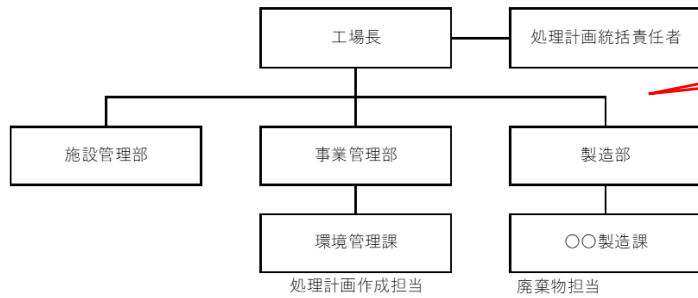 工場長
処理計画統括責任者
施設管理部
事業管理部
製造部
環境管理課
〇〇製造課
処理計画作成担当
廃棄物担当